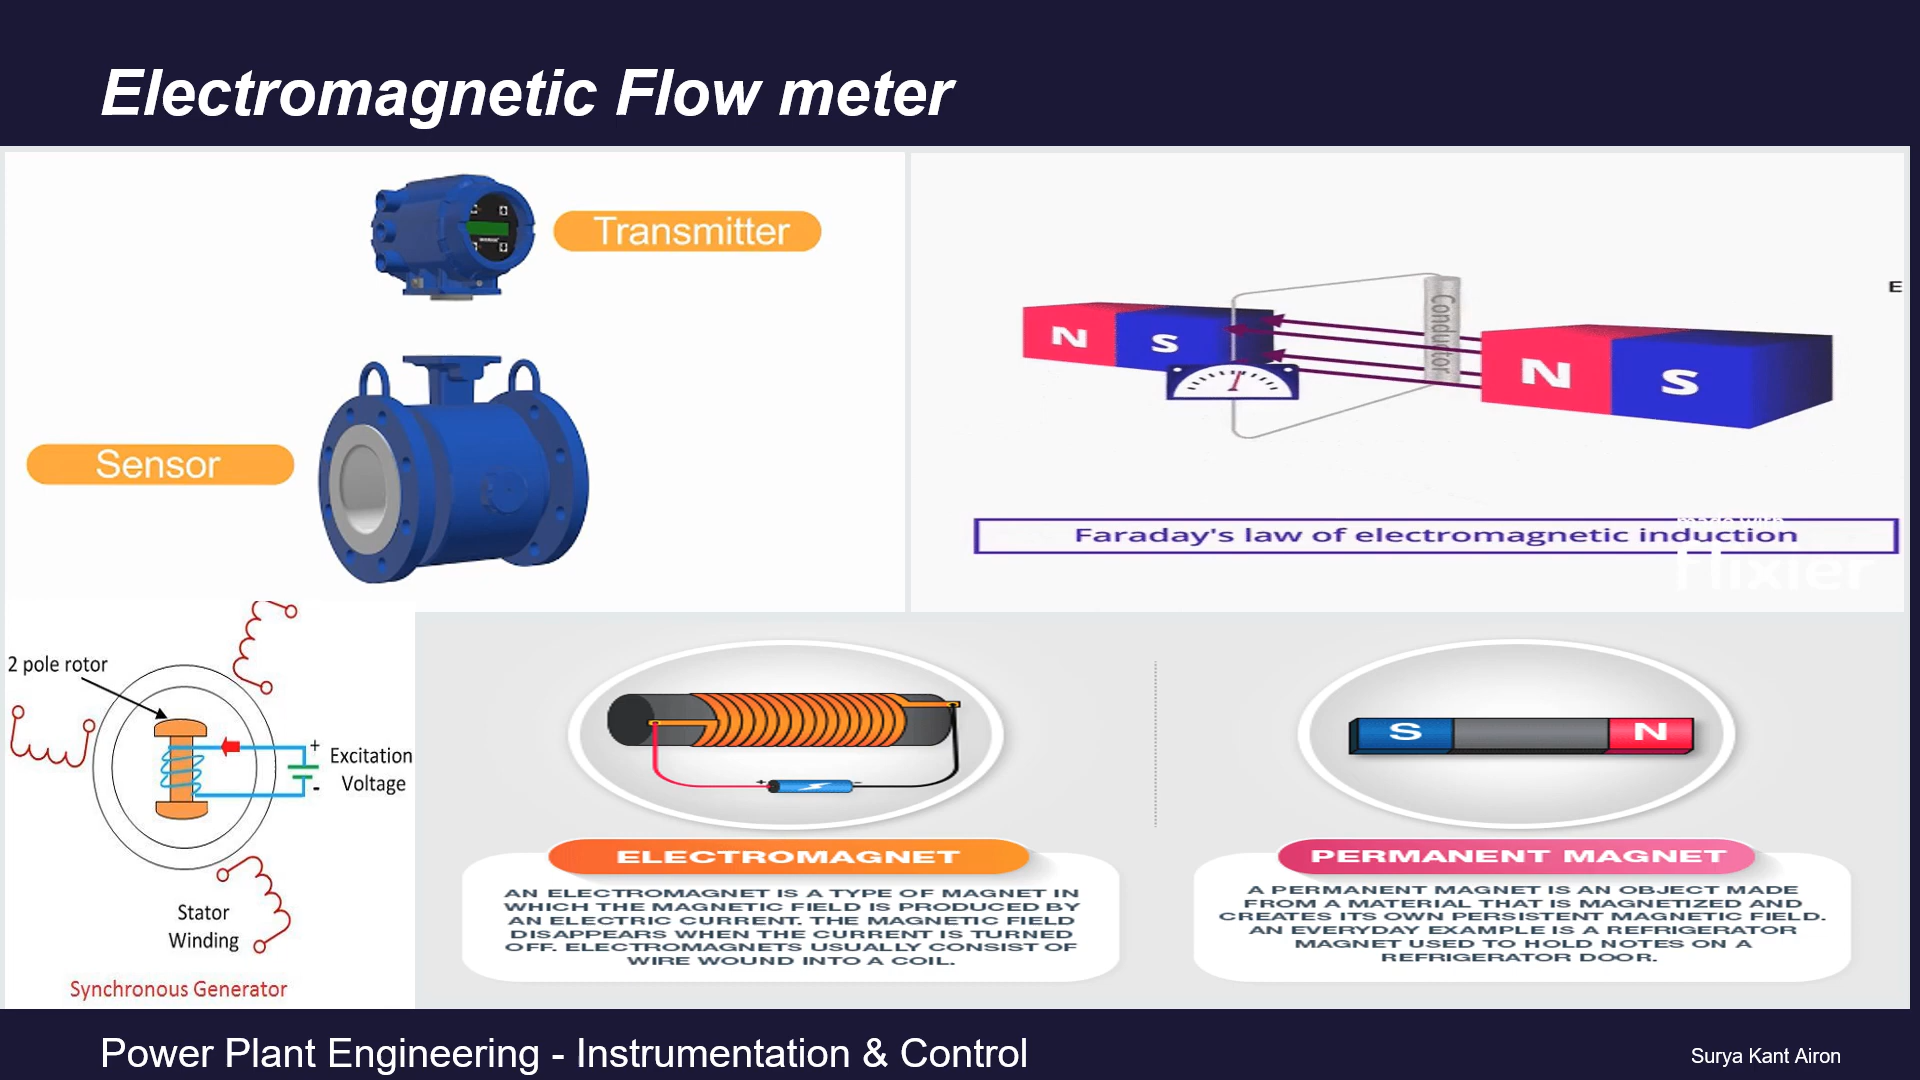 Electromagnetic Flow meter
Transmitter
Sensor
N
S
Conductor
N
S
E
Faraday's law of electromagnetic induction
made with
flixier
2 pole rotor
+
Excitation
Voltage
-
Stator
Winding
Synchronous Generator
+
-
ELECTROMAGNET
AN ELECTROMAGNET IS A TYPE OF MAGNET IN
WHICH THE MAGNETIC FIELD IS PRODUCED BY
AN ELECTRIC CURRENT. THE MAGNETIC FIELD
DISAPPEARS WHEN THE CURRENT IS TURNED
OFF. ELECTROMAGNETS USUALLY CONSIST OF
WIRE WOUND INTO A COIL.
S
N
PERMANENT MAGNET
A PERMANENT MAGNET IS AN OBJECT MADE
FROM A MATERIAL THAT IS MAGNETIZED AND
CREATES ITS OWN PERSISTENT MAGNETIC FIELD.
AN EVERYDAY EXAMPLE IS A REFRIGERATOR
MAGNET USED TO HOLD NOTES ON A
REFRIGERATOR DOOR.
Power Plant Engineering - Instrumentation & Control
Surya Kant Airon